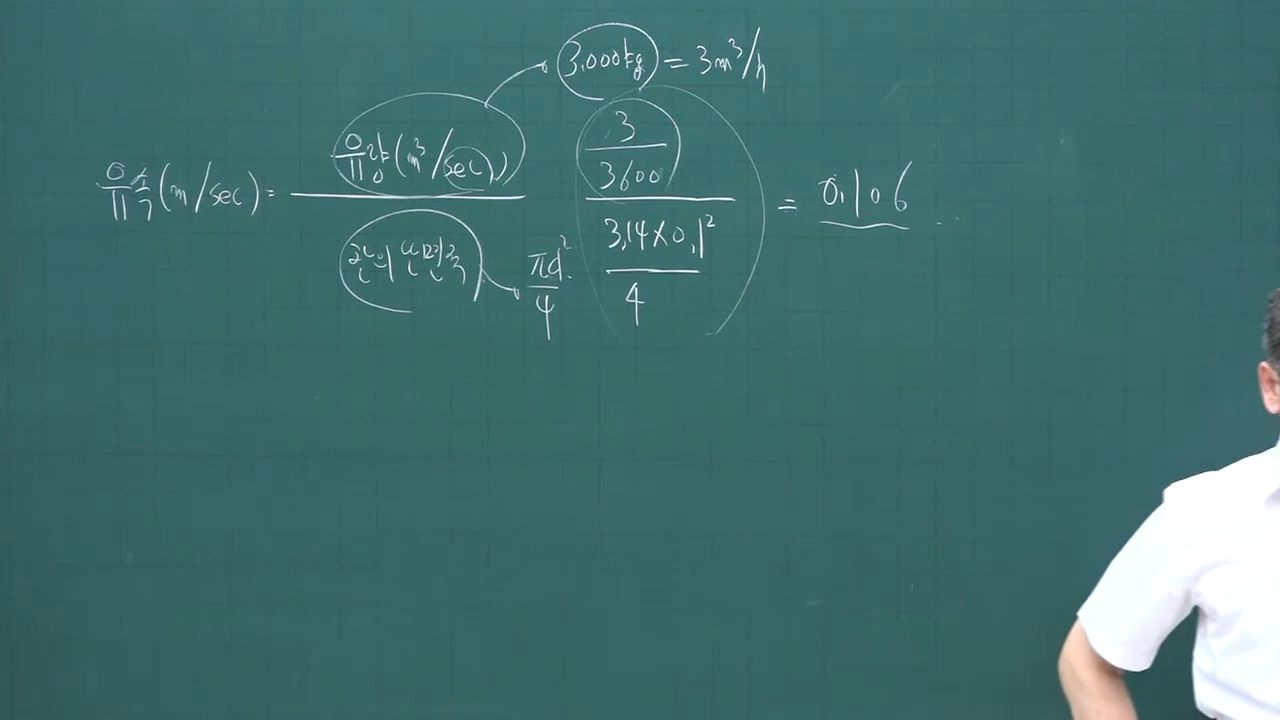 3,000kg = 3m³/h
유속(m/sec) = 유량(m³/sec)
관의 단면적
πd²
4
3
3600
3.14×0.1²
4
= 0.106